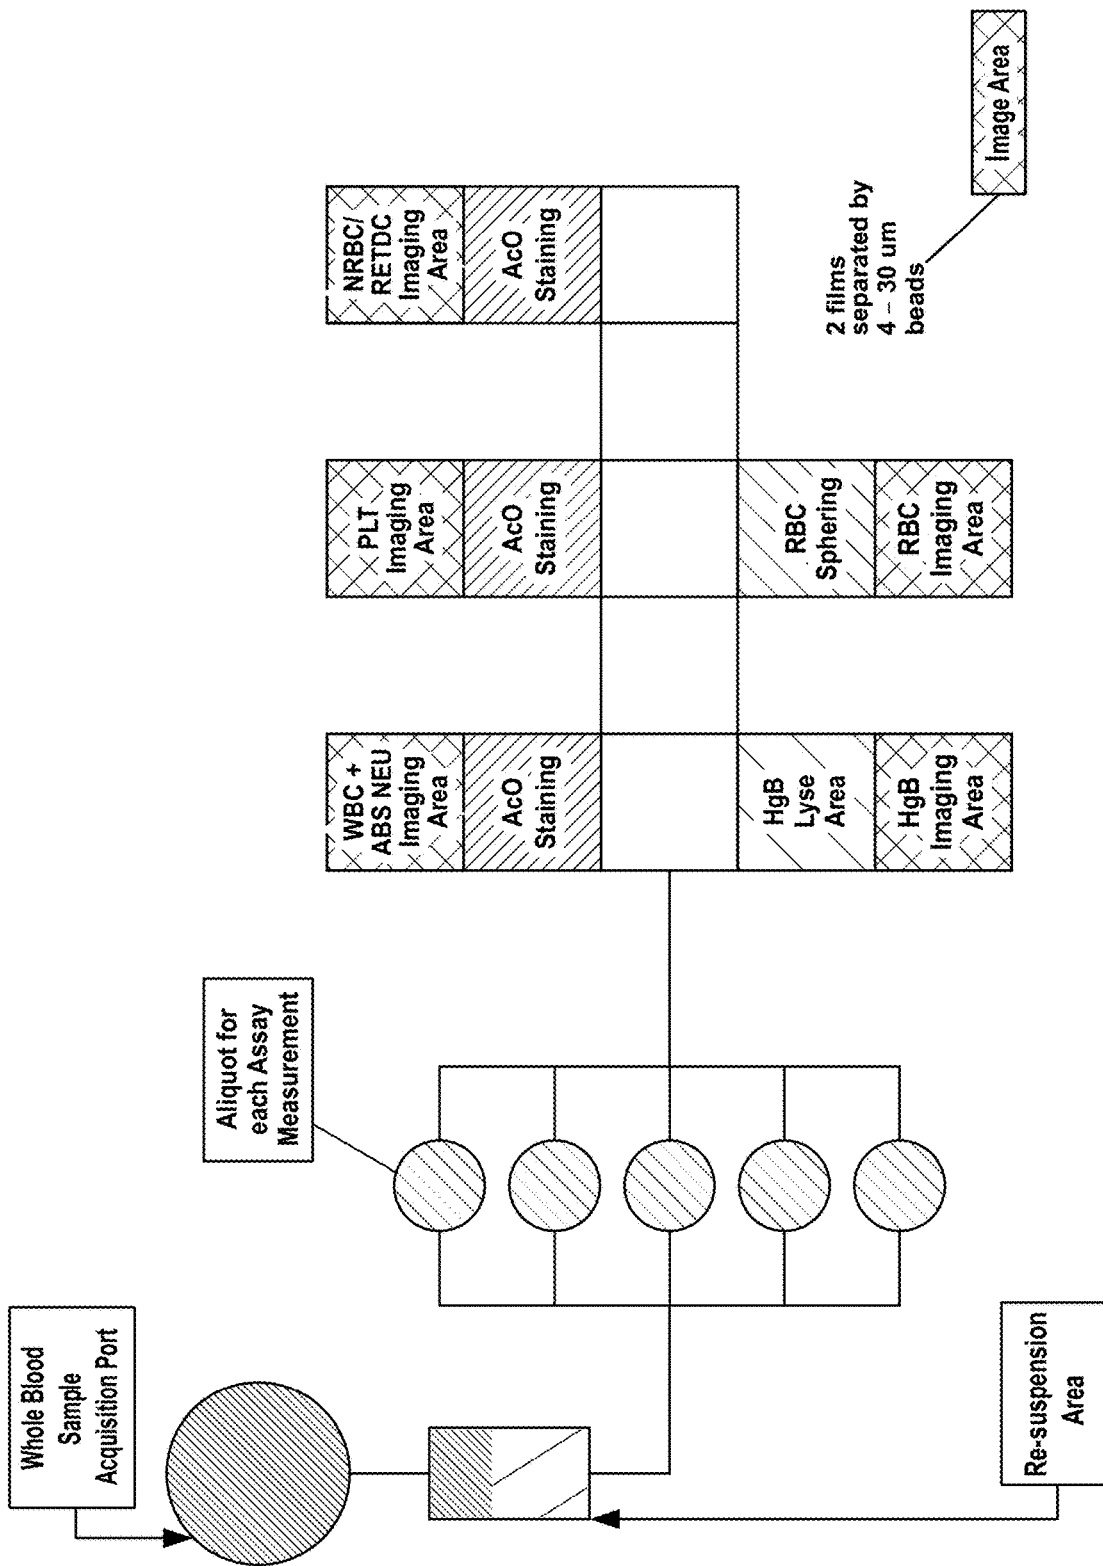 Whole Blood
Sample
Acquisition Port
Re-suspension
Area
Aliquot for
each Assay
Measurement
WBC +
ABS NEU
Imaging
Area
AcO
Staining
HgB
Lyse
Area
HgB
Imaging
Area
PLT
Imaging
Area
AcO
Staining
RBC
Sphering
RBC
Imaging
Area
NRBC/
RETDC
Imaging
Area
AcO
Staining
2 films
separated by
4 – 30 um
beads
Image Area